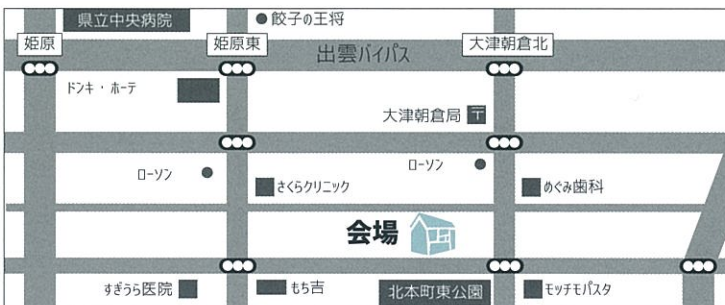 県立中央病院
餃子の王将
姫原
姫原東
大津朝倉北
出雲バイパス
ドンキ・ホーテ
大津朝倉局 〒
ローソン
ローソン
さくらクリニック
めぐみ歯科
会場
すぎうら医院
もち吉
北本町東公園
モッチモパスタ